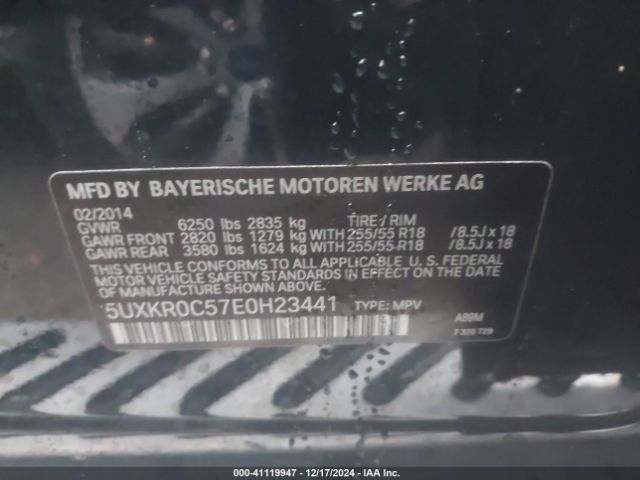 MFD BY BAYERISCHE MOTOREN WERKE AG
02/2014
GVWR 6250 lbs 2835 kg TIRE / RIM
GAWR FRONT 2820 lbs 1279 kg WITH 255/55 R18 /8.5J x 18
GAWR REAR 3580 lbs 1624 kg WITH 255/55 R18 /8.5J x 18
THIS VEHICLE CONFORMS TO ALL APPLICABLE U.S. FEDERAL
MOTOR VEHICLE SAFETY STANDARDS IN EFFECT ON THE DATE
OF MANUFACTURE SHOWN ABOVE.
5UXKR0C57E0H23441 TYPE: MPV
A89M
7 320 729
000-41119947 - 12/17/2024 - IAA Inc.